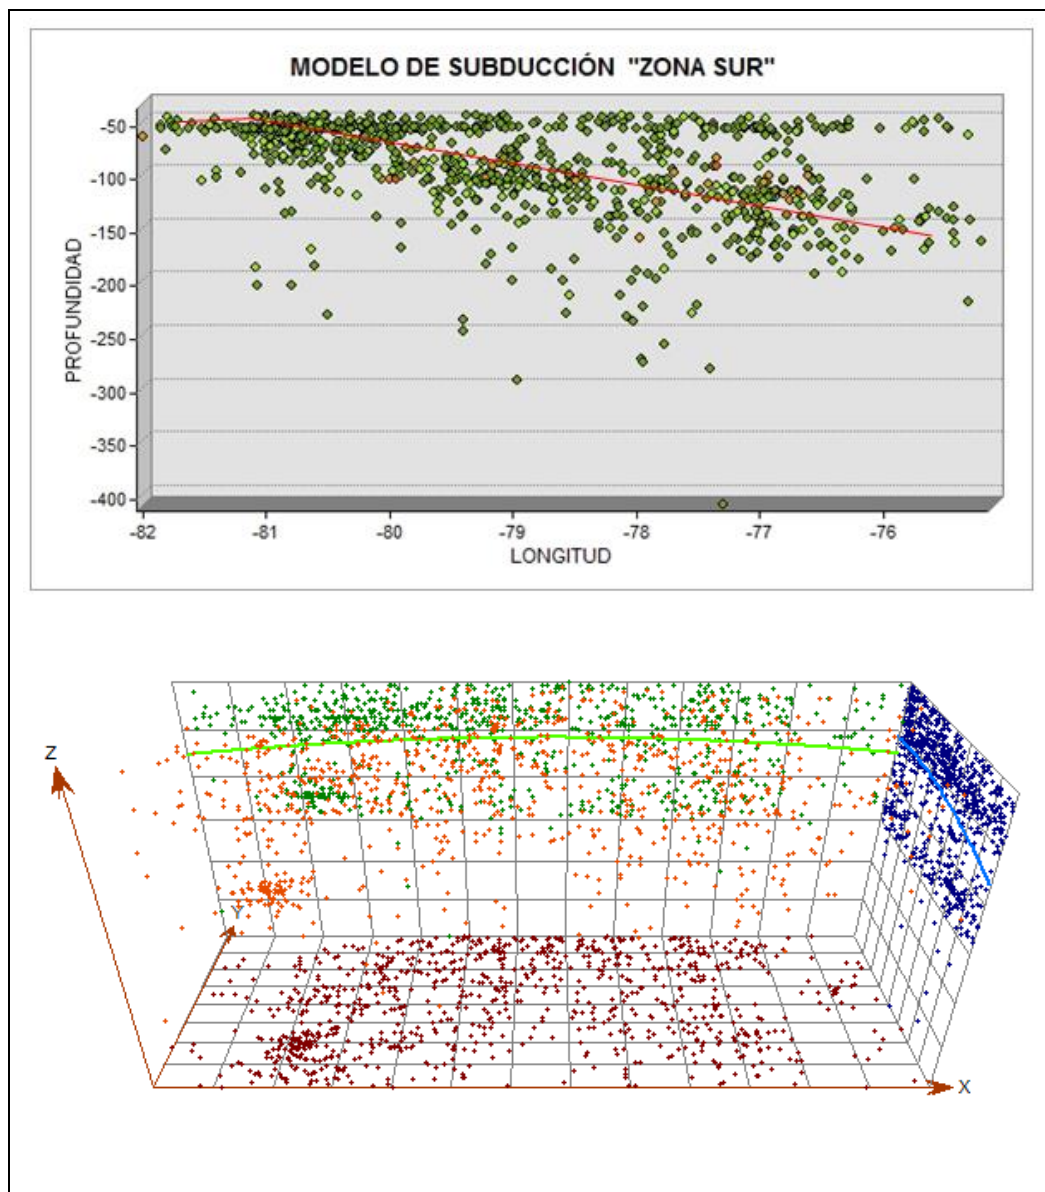 MODELO DE SUBDUCCIÓN "ZONA SUR"
PROFUNDIDAD
-50
-100
-150
-200
-250
-300
-350
-400
-82 -81 -80 -79 -78 -77 -76
LONGITUD
Z
Y
X